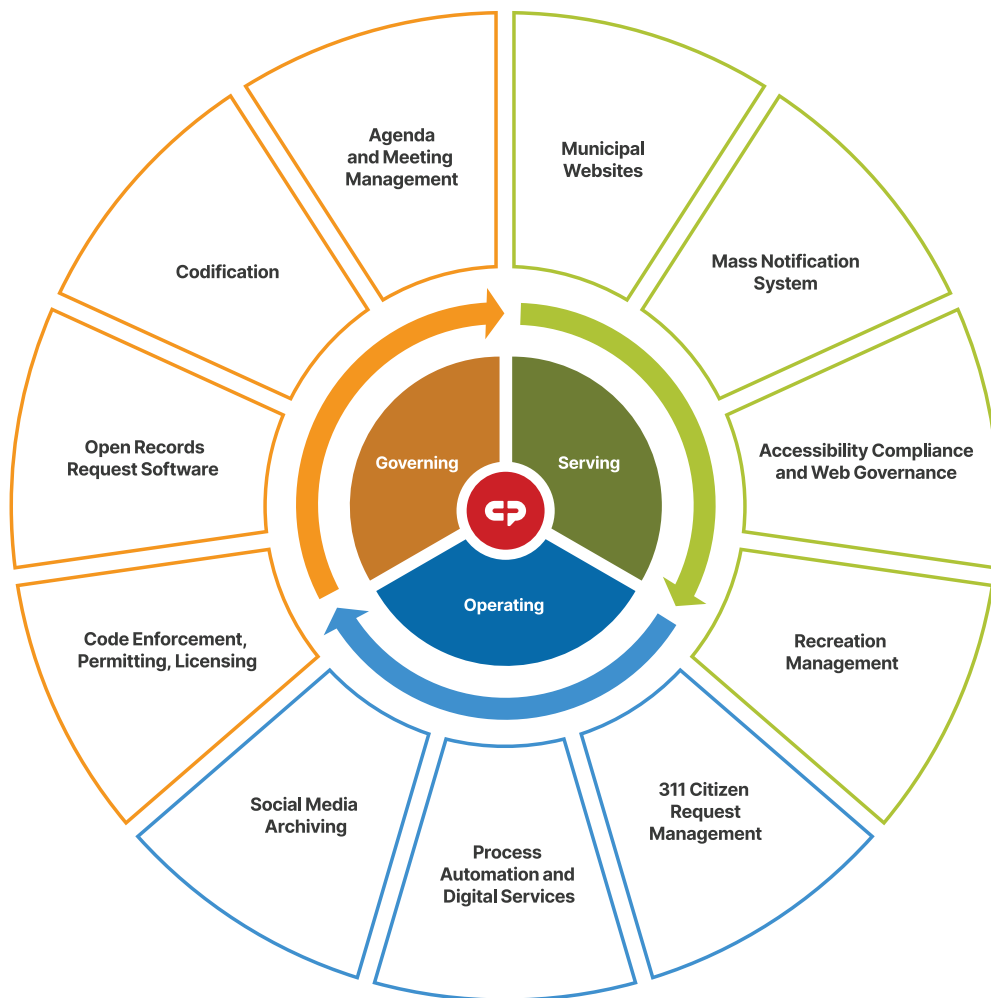 Agenda
and Meeting
Management
Municipal
Websites
Codification
Mass Notification
System
Open Records
Request Software
Governing
Serving
Accessibility Compliance
and Web Governance
Operating
Code Enforcement,
Permitting, Licensing
Recreation
Management
Social Media
Archiving
311 Citizen
Request
Management
Process
Automation and
Digital Services